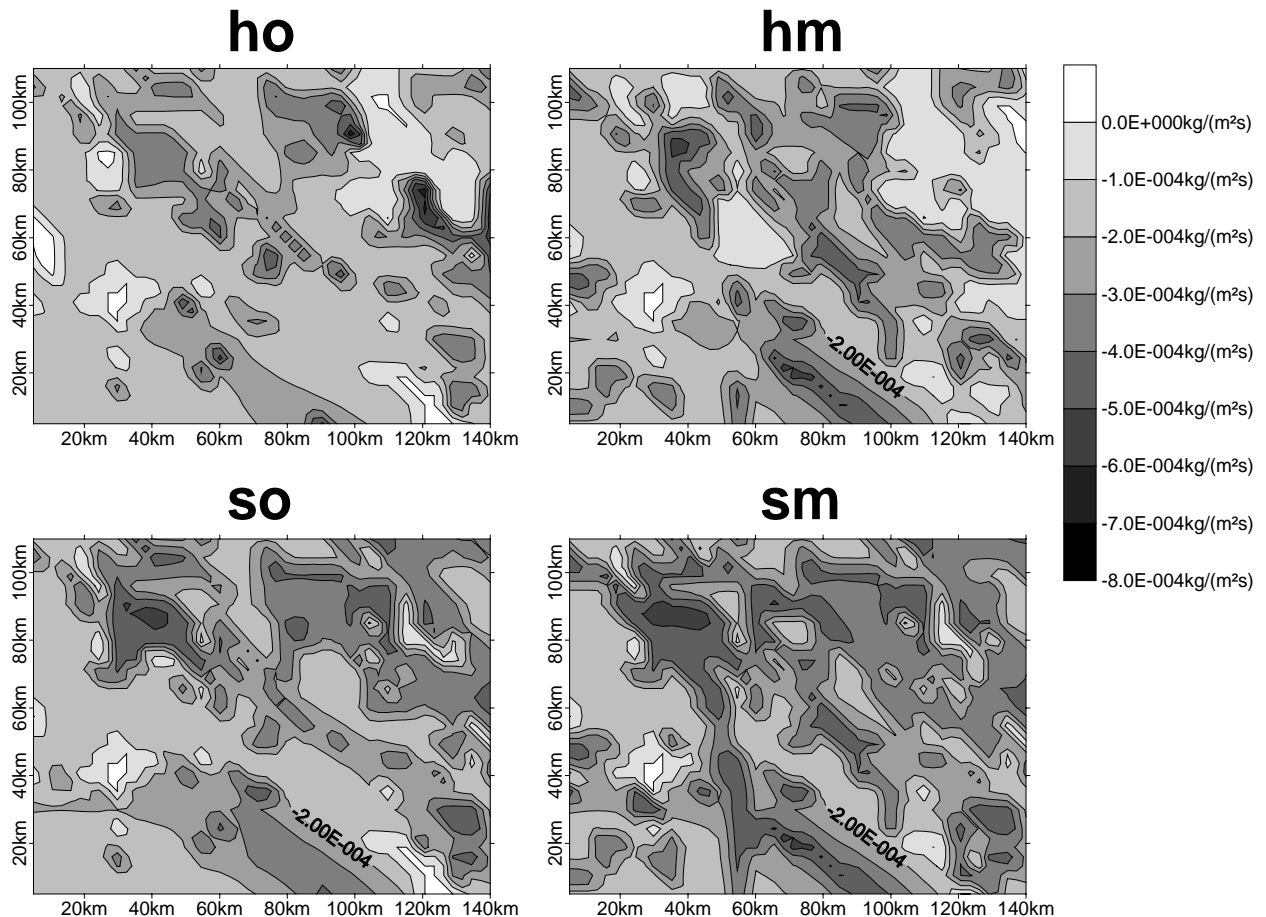 ho
hm
100km
80km
60km
40km
20km
20km 40km 60km 80km 100km 120km 140km
100km
80km
60km
40km
20km
-2.00E-004
20km 40km 60km 80km 100km 120km 140km
0.0E+000kg/(m²s)
-1.0E-004kg/(m²s)
-2.0E-004kg/(m²s)
-3.0E-004kg/(m²s)
-4.0E-004kg/(m²s)
-5.0E-004kg/(m²s)
-6.0E-004kg/(m²s)
-7.0E-004kg/(m²s)
-8.0E-004kg/(m²s)
so
sm
100km
80km
60km
40km
20km
-2.00E-004
20km 40km 60km 80km 100km 120km 140km
100km
80km
60km
40km
20km
-2.00E-004
20km 40km 60km 80km 100km 120km 140km